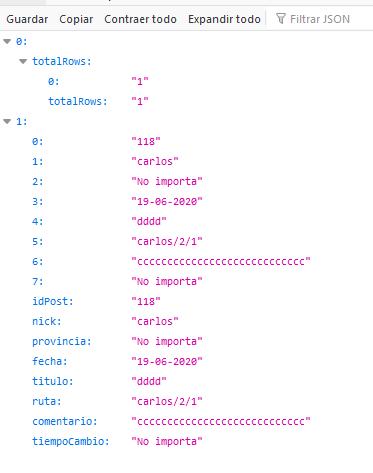 Guardar Copiar Contraer todo Expandir todo Filtrar JSON
0:
totalRows:
0: "1"
totalRows: "1"
1:
0: "118"
1: "carlos"
2: "No importa"
3: "19-06-2020"
4: "dddd"
5: "carlos/2/1"
6: "cccccccccccccccccccccccccccc"
7: "No importa"
idPost: "118"
nick: "carlos"
provincia: "No importa"
fecha: "19-06-2020"
titulo: "dddd"
ruta: "carlos/2/1"
comentario: "cccccccccccccccccccccccccccc"
tiempoCambio: "No importa"